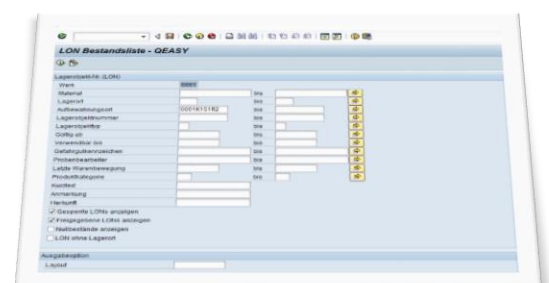 LON Bestandsliste - QEASY
Lagerobjekt-Nr. (LON)
Werk
Material bis
Lagerort bis
Aufbewahrungsort bis
Lagerobjektnummer bis
Lagerobjekttyp bis
Gültig ab bis
Verwendbar bis bis
Gefahrgutkennzeichen bis
Probenbearbeiter bis
Letzte Warenbewegung bis
Produktkategorie bis
Kurztext
Anmerkung
Herkunft
Gesperrte LONs anzeigen
Freigegebene LONs anzeigen
Nullbestände anzeigen
LON ohne Lagerort
Ausgabeoption
Layout